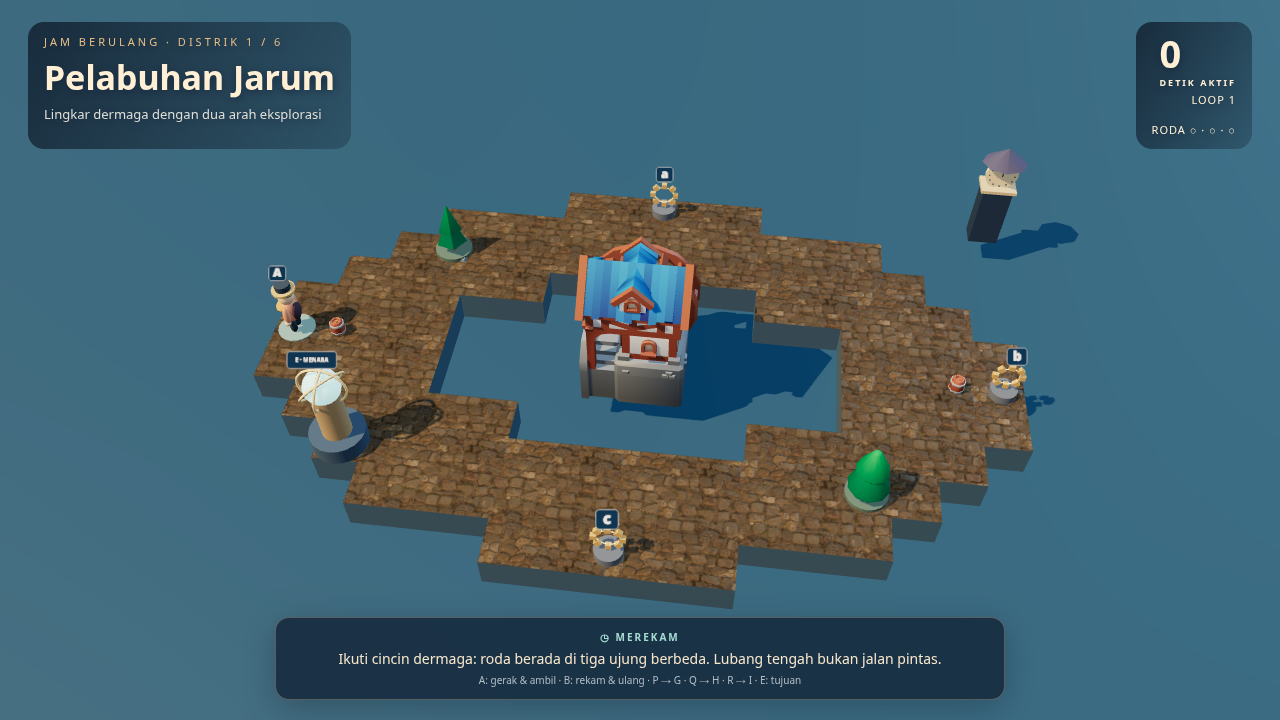 JAM BERULANG · DISTRIK 1 / 6
Pelabuhan Jarum
Lingkar dermaga dengan dua arah eksplorasi
0
DETIK AKTIF
LOOP 1
RODA ○ · ○ · ○
a
A
b
E · MENARA
c
◷ MEREKAM
Ikuti cincin dermaga: roda berada di tiga ujung berbeda. Lubang tengah bukan jalan pintas.
A: gerak & ambil · B: rekam & ulang · P → G · Q → H · R → I · E: tujuan